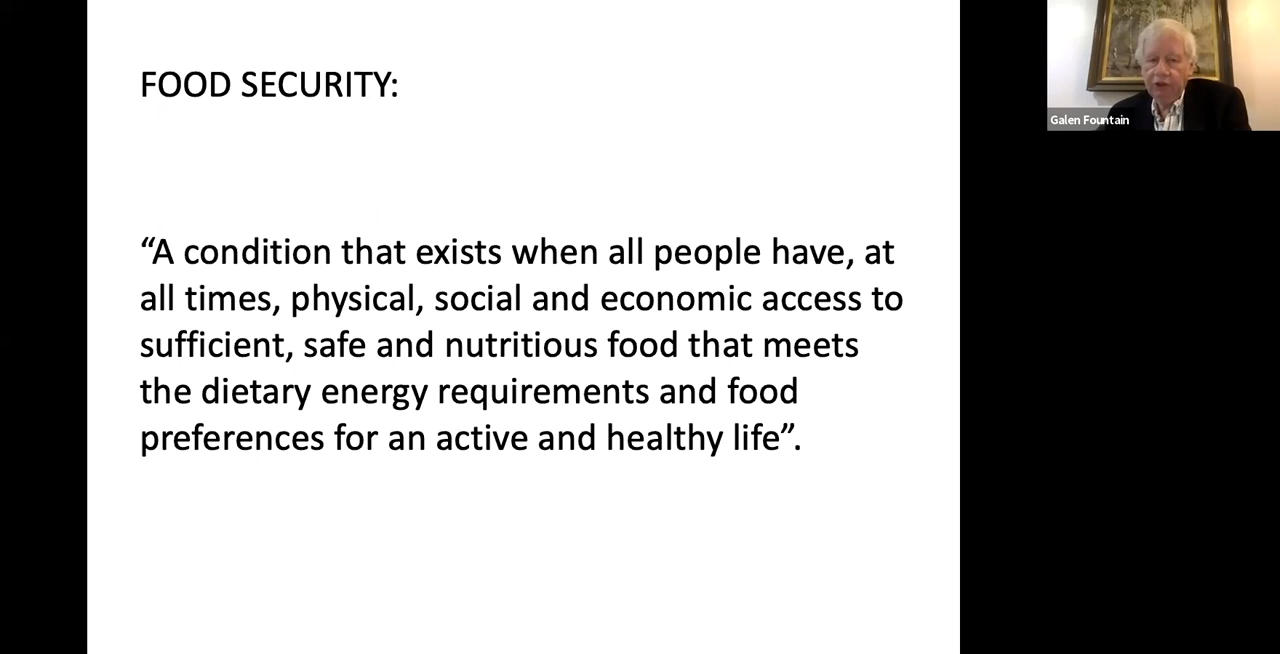 FOOD SECURITY:
“A condition that exists when all people have, at
all times, physical, social and economic access to
sufficient, safe and nutritious food that meets
the dietary energy requirements and food
preferences for an active and healthy life”.
Galen Fountain